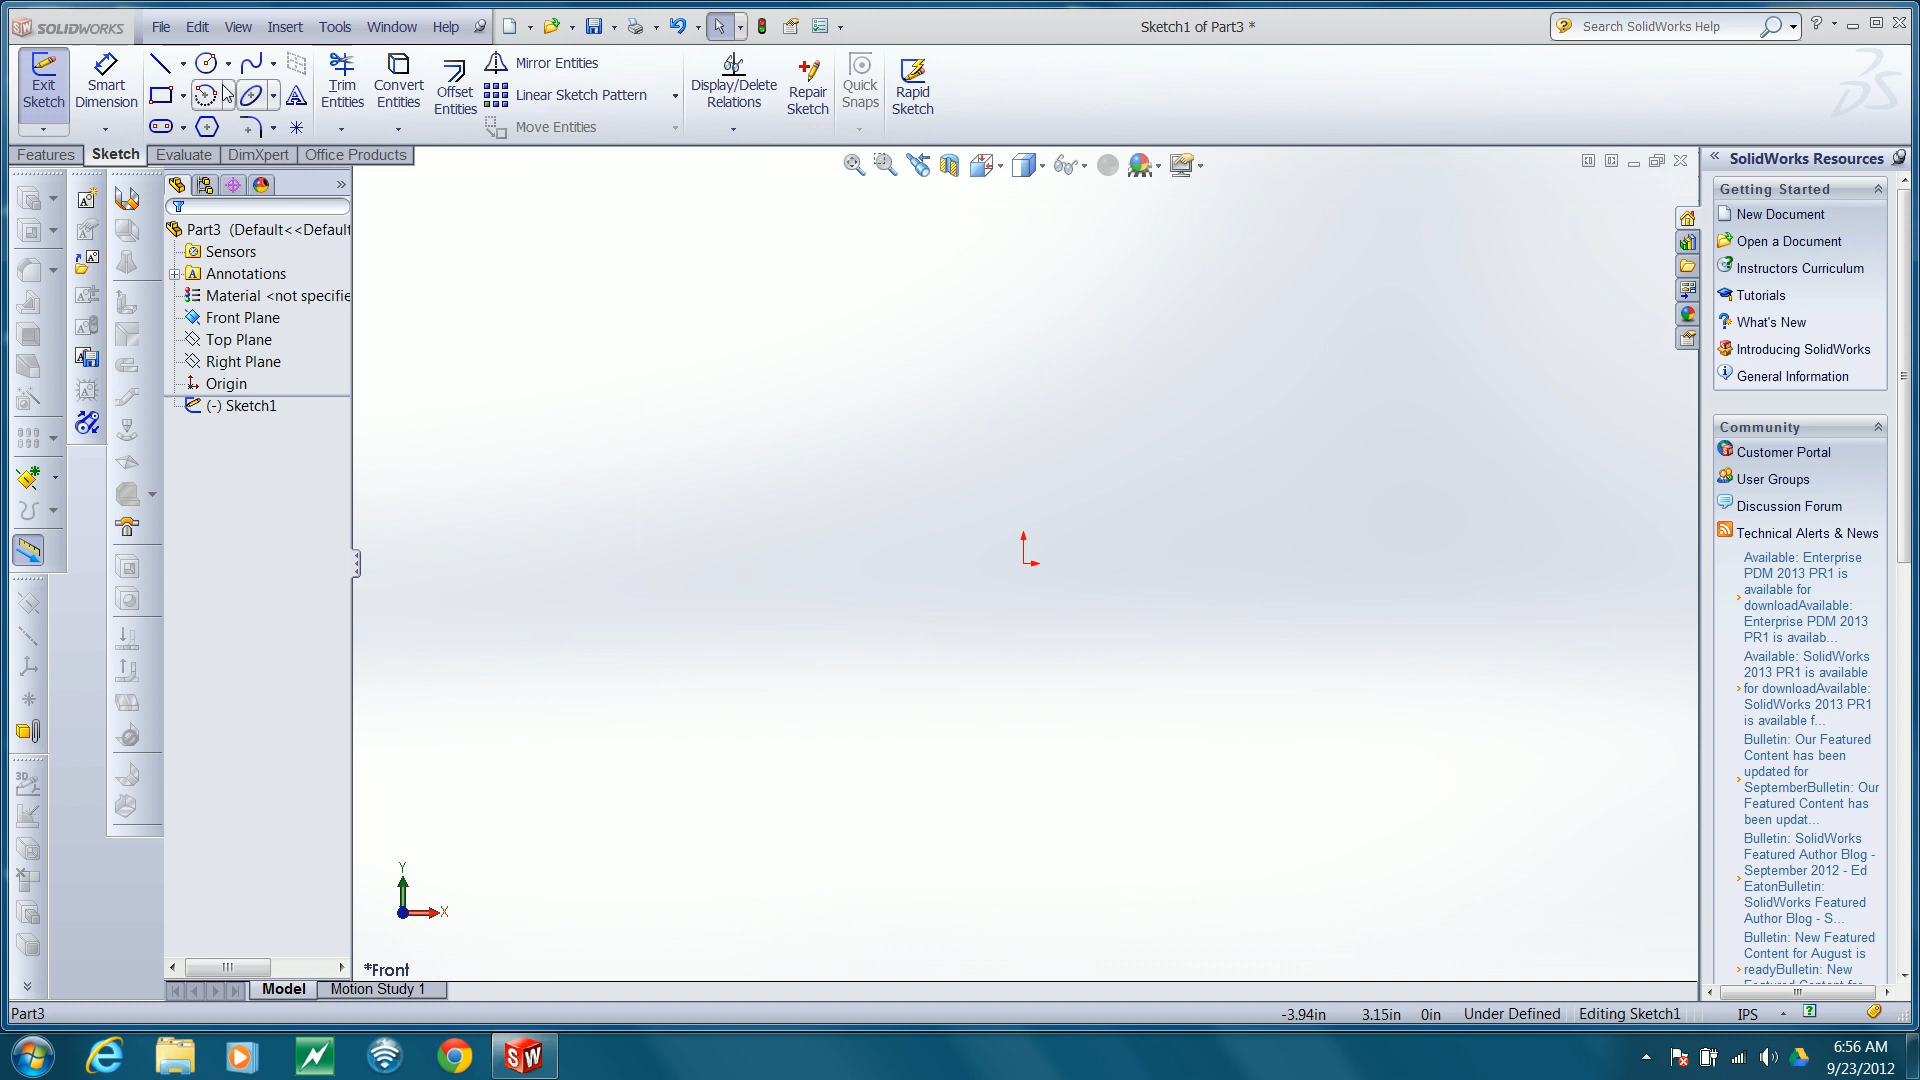 SOLIDWORKS
File Edit View Insert Tools Window Help
Sketch1 of Part3 *
Search SolidWorks Help
Exit Sketch
Smart Dimension
Trim Entities
Convert Entities
Offset Entities
Mirror Entities
Linear Sketch Pattern
Move Entities
Display/Delete Relations
Repair Sketch
Quick Snaps
Rapid Sketch
Features Sketch Evaluate DimXpert Office Products
Part3 (Default<<Default
Sensors
Annotations
Material <not specifie
Front Plane
Top Plane
Right Plane
Origin
(-) Sketch1
Y
X
*Front
Model Motion Study 1
SolidWorks Resources
Getting Started
New Document
Open a Document
Instructors Curriculum
Tutorials
What's New
Introducing SolidWorks
General Information
Community
Customer Portal
User Groups
Discussion Forum
Technical Alerts & News
Available: Enterprise
PDM 2013 PR1 is
available for
downloadAvailable:
Enterprise PDM 2013
PR1 is availab...
Available: SolidWorks
2013 PR1 is available
for downloadAvailable:
SolidWorks 2013 PR1
is available f...
Bulletin: Our Featured
Content has been
updated for
SeptemberBulletin: Our
Featured Content has
been updat...
Bulletin: SolidWorks
Featured Author Blog -
September 2012 - Ed
EatonBulletin:
SolidWorks Featured
Author Blog - S...
Bulletin: New Featured
Content for August is
readyBulletin: New
Part3
-3.94in 3.15in 0in Under Defined Editing Sketch1 IPS
6:56 AM
9/23/2012